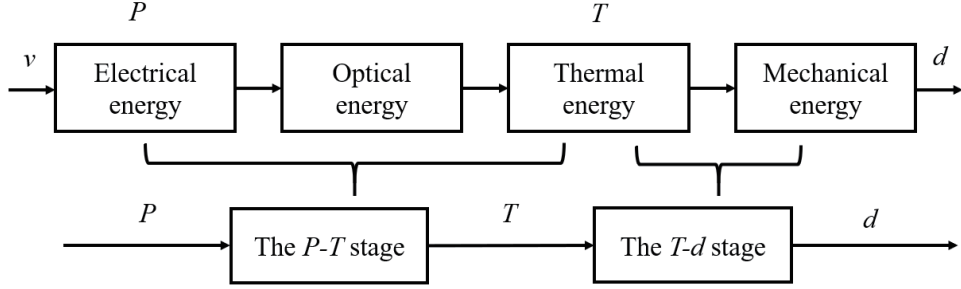 P
T
v
Electrical
energy
Optical
energy
Thermal
energy
Mechanical
energy
d
P
The P-T stage
T
The T-d stage
d